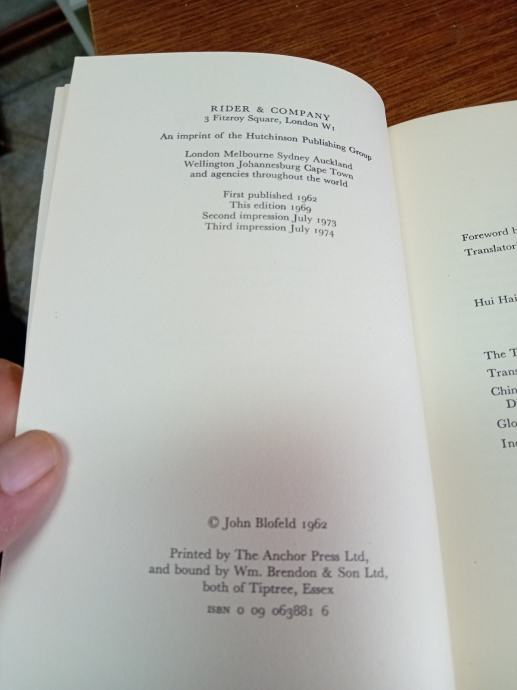 RIDER & COMPANY
3 Fitzroy Square, London W1
An imprint of the Hutchinson Publishing Group
London Melbourne Sydney Auckland
Wellington Johannesburg Cape Town
and agencies throughout the world
First published 1962
This edition 1969
Second impression July 1973
Third impression July 1974
© John Blofeld 1962
Printed by The Anchor Press Ltd,
and bound by Wm. Brendon & Son Ltd,
both of Tiptree, Essex
ISBN 0 09 063881 6
Foreword
Translator
Hui Hai
The T
Trans
Chin
D
Glo
In